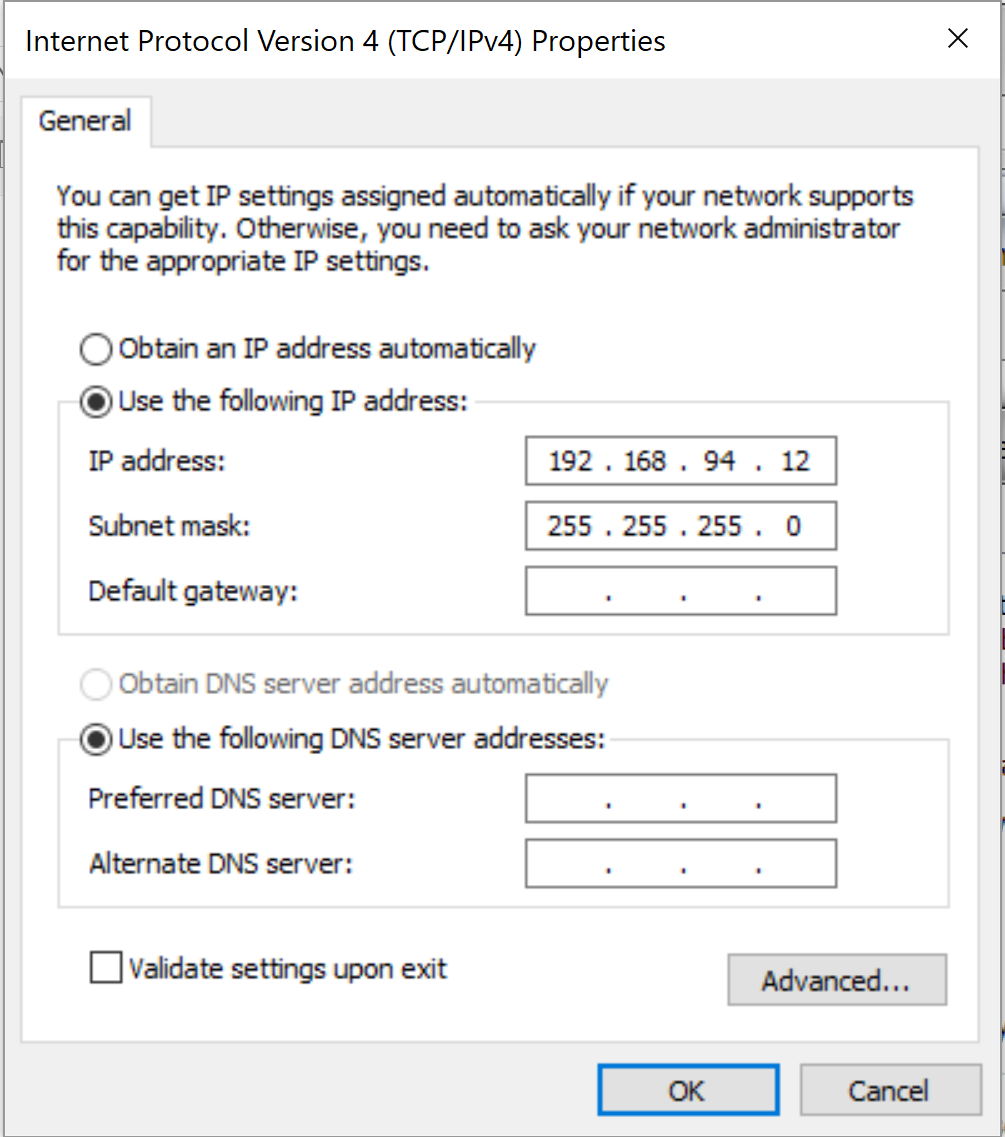 Internet Protocol Version 4 (TCP/IPv4) Properties
General
You can get IP settings assigned automatically if your network supports
this capability. Otherwise, you need to ask your network administrator
for the appropriate IP settings.
Obtain an IP address automatically
Use the following IP address:
IP address: 192 . 168 . 94 . 12
Subnet mask: 255 . 255 . 255 . 0
Default gateway: . . .
Obtain DNS server address automatically
Use the following DNS server addresses:
Preferred DNS server: . . .
Alternate DNS server: . . .
Validate settings upon exit
Advanced...
OK Cancel